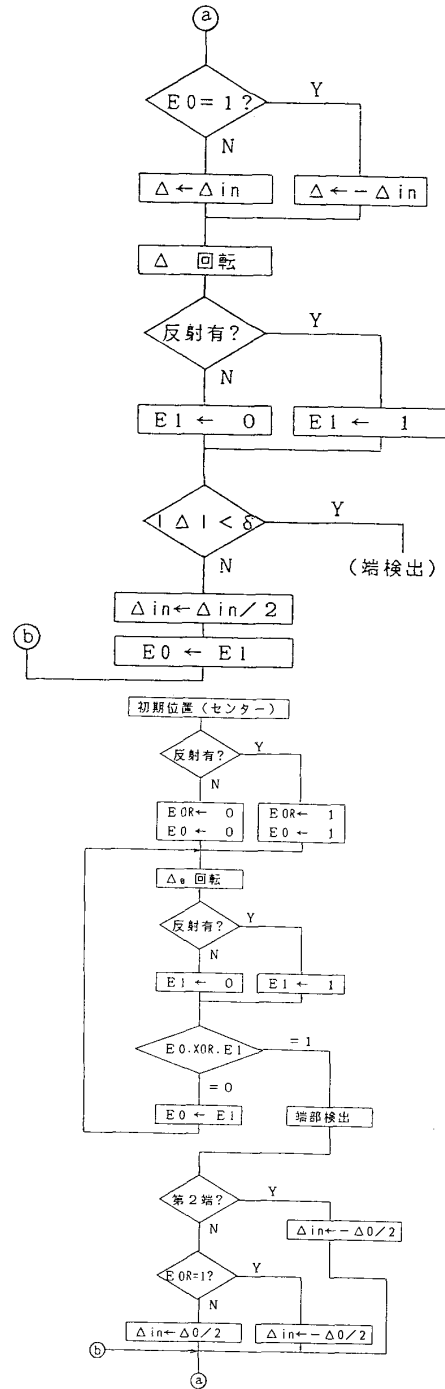 a
E0=1?
Y
N
Δ←Δin
Δ←-Δin
Δ 回転
反射有?
Y
N
E1← 0
E1← 1
|Δ|<δ
Y
N
(端検出)
Δin←Δin/2
b
E0 ← E1
初期位置(センター)
反射有?
Y
N
E0R← 0
E0 ← 0
E0R← 1
E0 ← 1
Δ0 回転
反射有?
Y
N
E1 ← 0
E1 ← 1
E0.XOR.E1
=1
=0
E0 ← E1
端部検出
第2端?
Y
N
Δin←-Δ0/2
E0R=1?
Y
N
Δin←Δ0/2
Δin←-Δ0/2
b
a